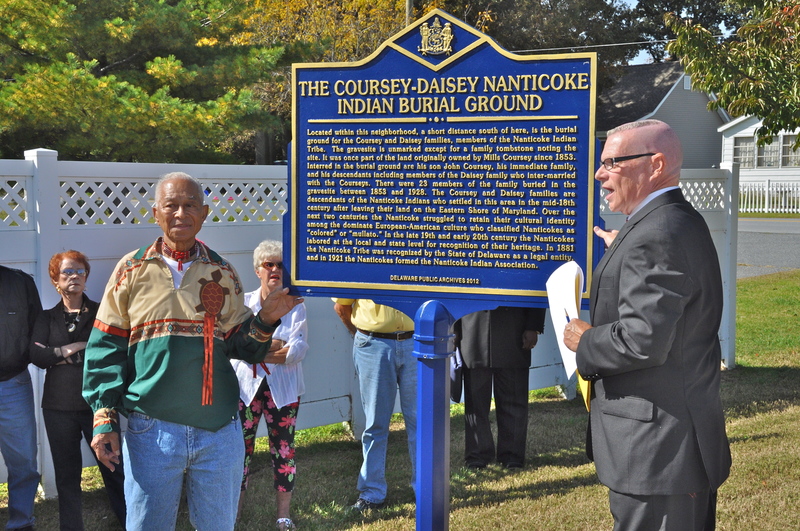 THE COURSEY-DAISEY NANTICOKE
INDIAN BURIAL GROUND
Located within this neighborhood, a short distance south of here, is the burial
ground for the Coursey and Daisey families, members of the Nanticoke Indian
Tribe. The gravesite is unmarked except for a family tombstone noting the
site. It was once part of the land originally owned by Mills Coursey since 1853.
Interred in the burial ground are his son John Coursey, his immediate family,
and his descendants including members of the Daisey family who inter-married
with the Courseys. There were 23 members of the family buried in the
gravesite between 1855 and 1928. The Coursey and Daisey families are
descendants of the Nanticoke Indians who settled in this area in the mid-18th
century after leaving their land on the Eastern Shore of Maryland. Over the
next two centuries the Nanticoke struggled to retain their cultural identity
among the dominate European-American culture who classified Nanticokes as
"colored" or "mullato." In the late 19th and early 20th century the Nanticokes
labored at the local and state level for recognition of their heritage. In 1881
the Nanticoke Tribe was recognized by the State of Delaware as a legal entity,
and in 1921 the Nanticokes formed the Nanticoke Indian Association.
DELAWARE PUBLIC ARCHIVES 2012